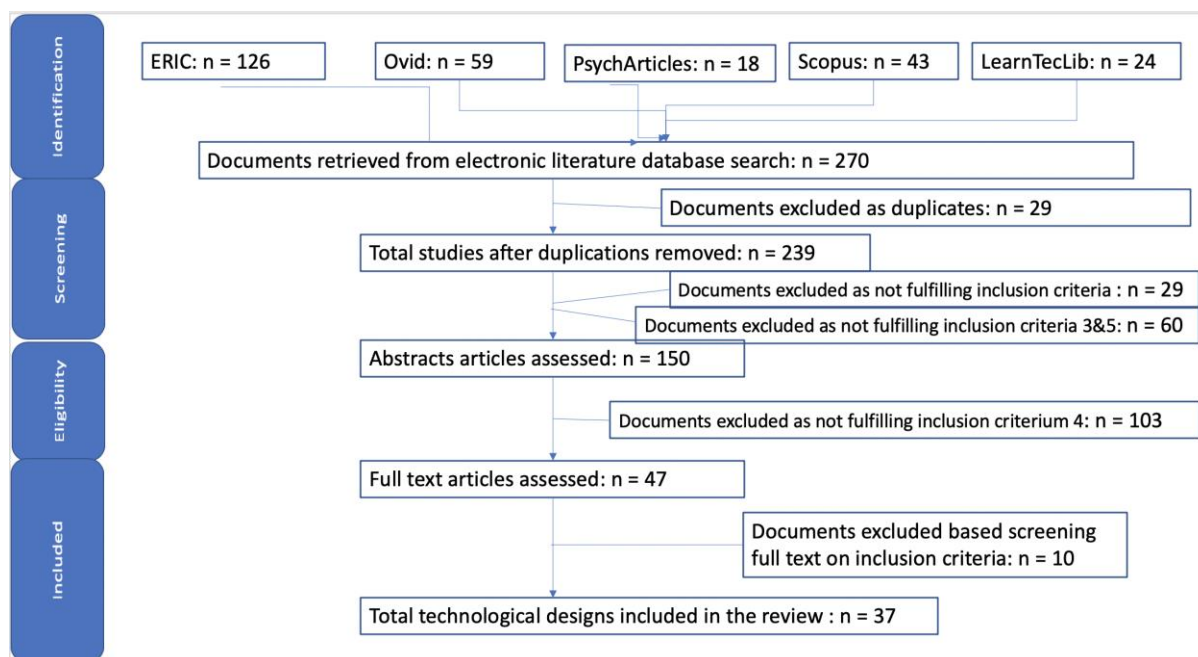 Identification
ERIC: n = 126
Ovid: n = 59
PsychArticles: n = 18
Scopus: n = 43
LearnTecLib: n = 24
Documents retrieved from electronic literature database search: n = 270
Screening
Documents excluded as duplicates: n = 29
Total studies after duplications removed: n = 239
Documents excluded as not fulfilling inclusion criteria : n = 29
Documents excluded as not fulfilling inclusion criteria 3&5: n = 60
Eligibility
Abstracts articles assessed: n = 150
Documents excluded as not fulfilling inclusion criterium 4: n = 103
Included
Full text articles assessed: n = 47
Documents excluded based screening
full text on inclusion criteria: n = 10
Total technological designs included in the review : n = 37